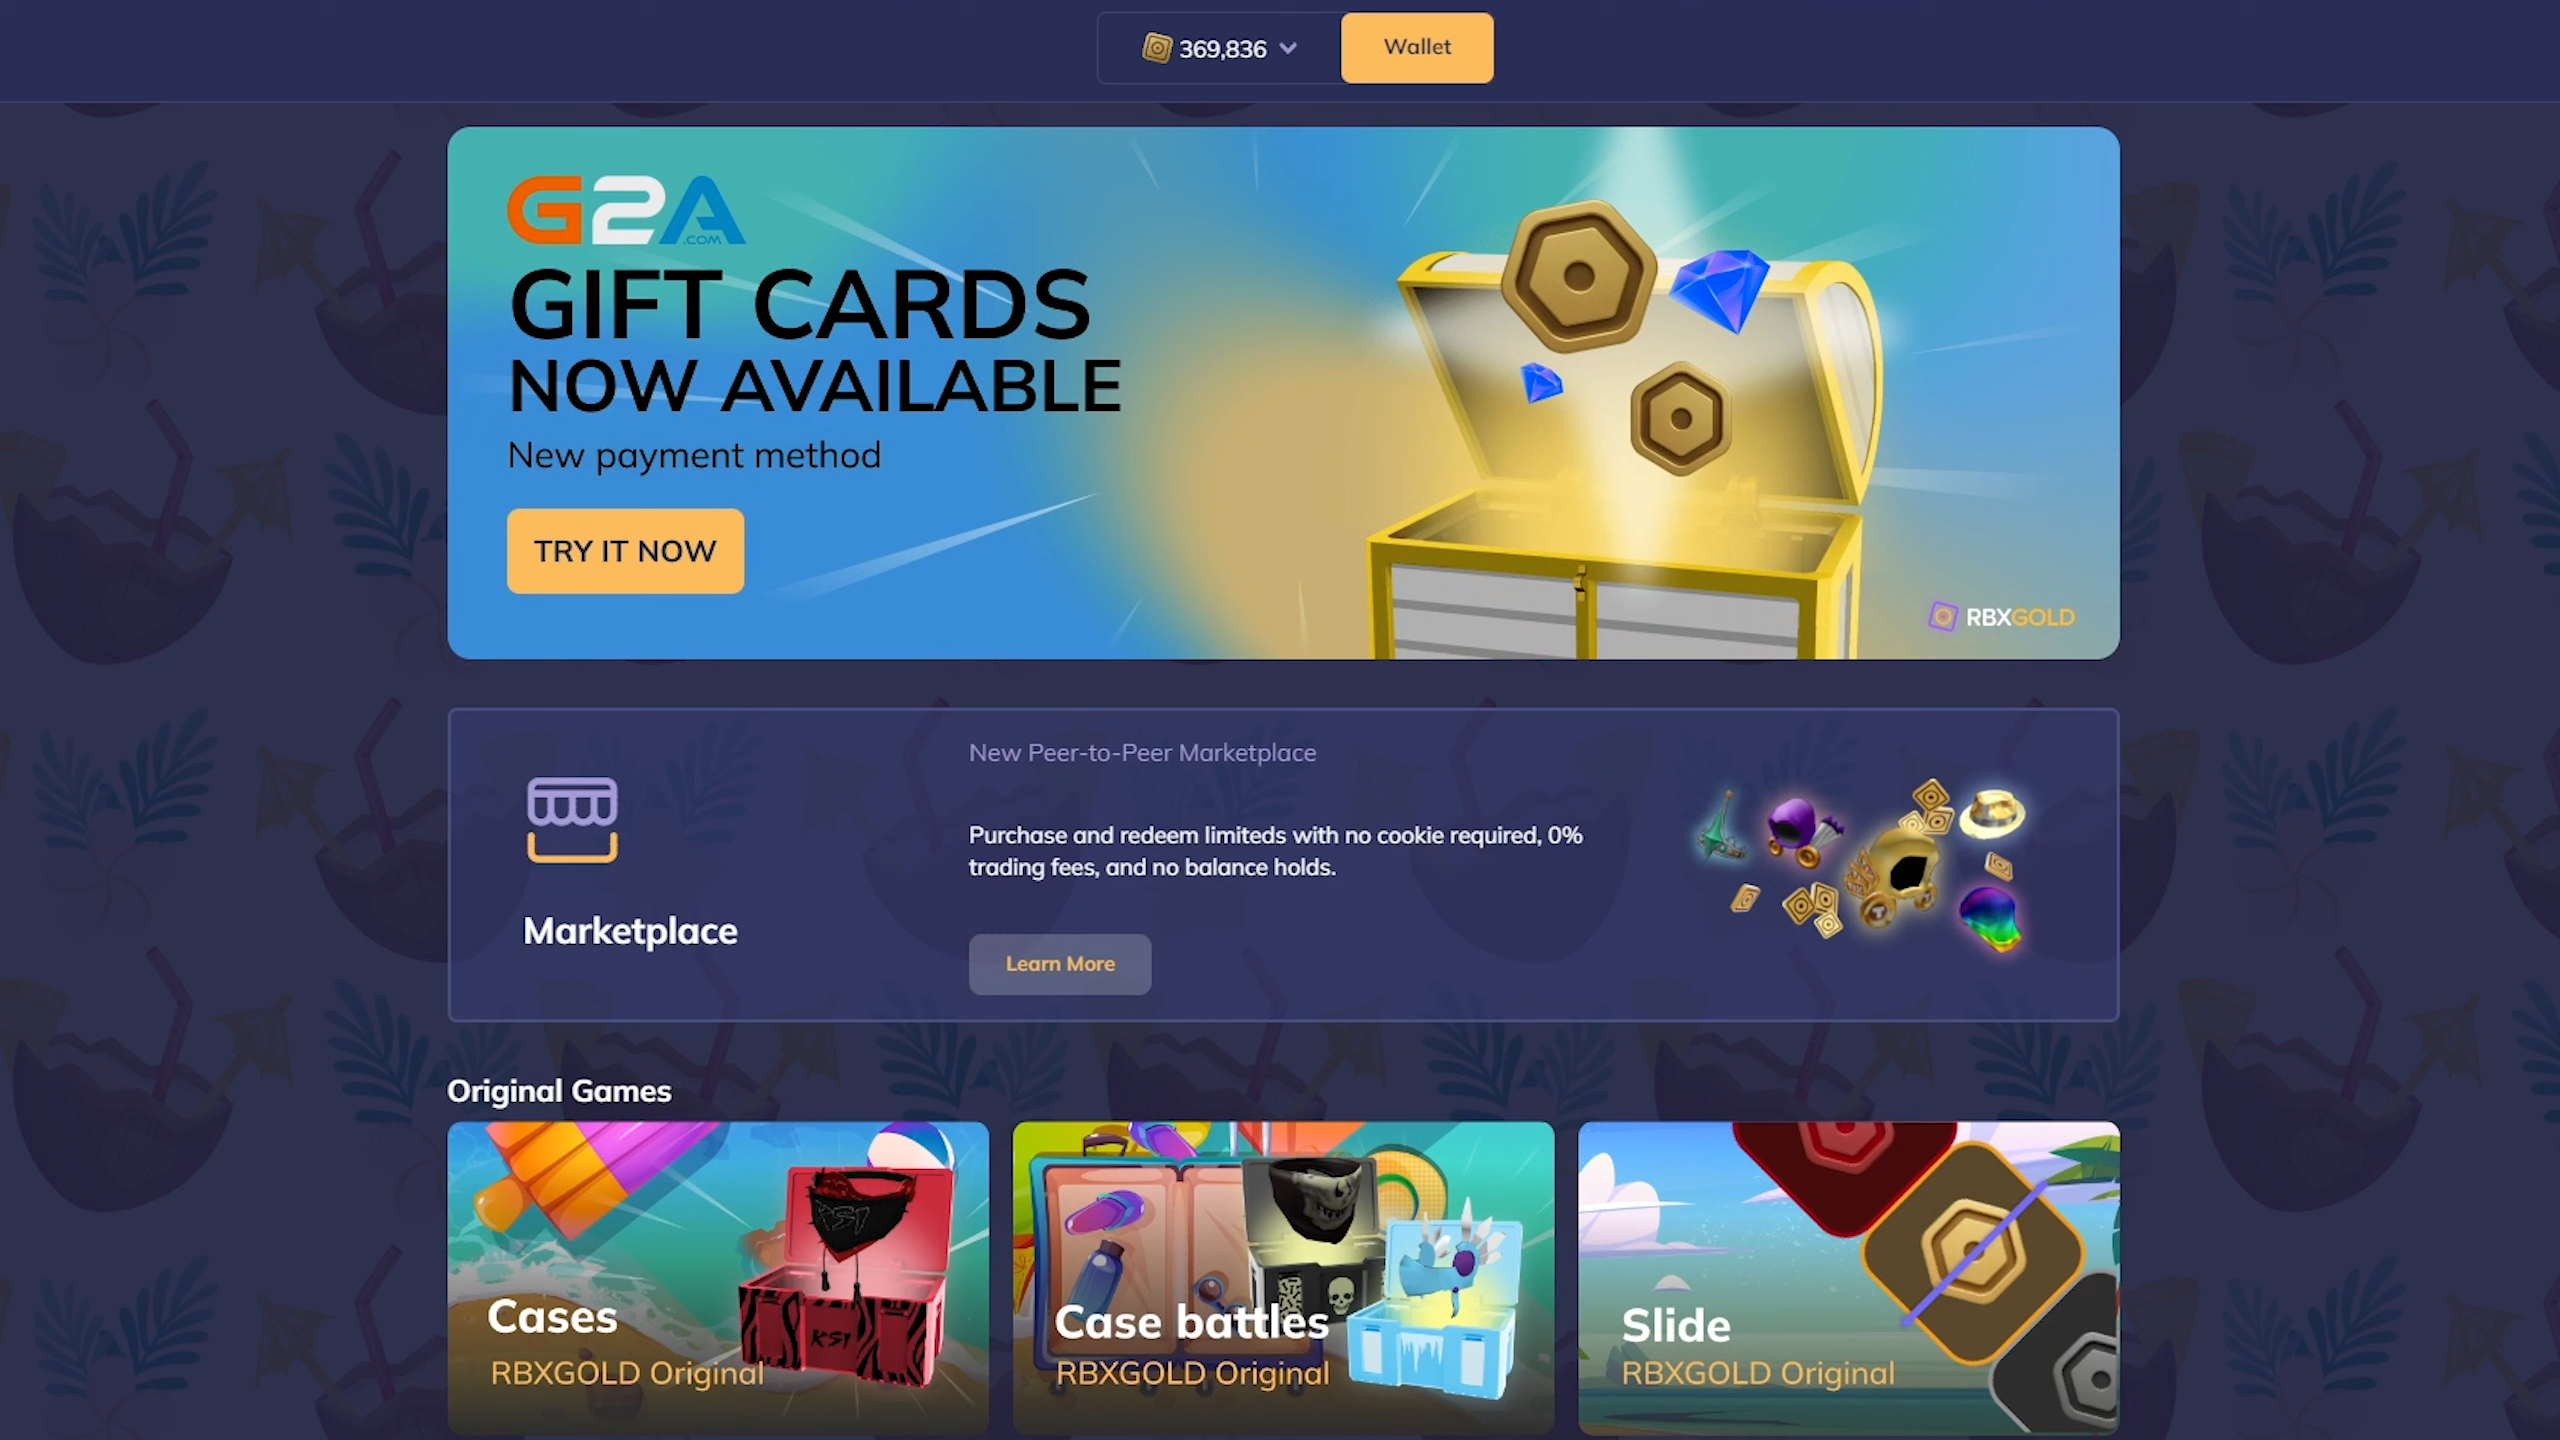 369,836
Wallet
G2A
.COM
GIFT CARDS
NOW AVAILABLE
New payment method
TRY IT NOW
RBXGOLD
New Peer-to-Peer Marketplace
Purchase and redeem limiteds with no cookie required, 0%
trading fees, and no balance holds.
Marketplace
Learn More
Original Games
KSI
KSI
Cases
RBXGOLD Original
Case battles
RBXGOLD Original
Slide
RBXGOLD Original